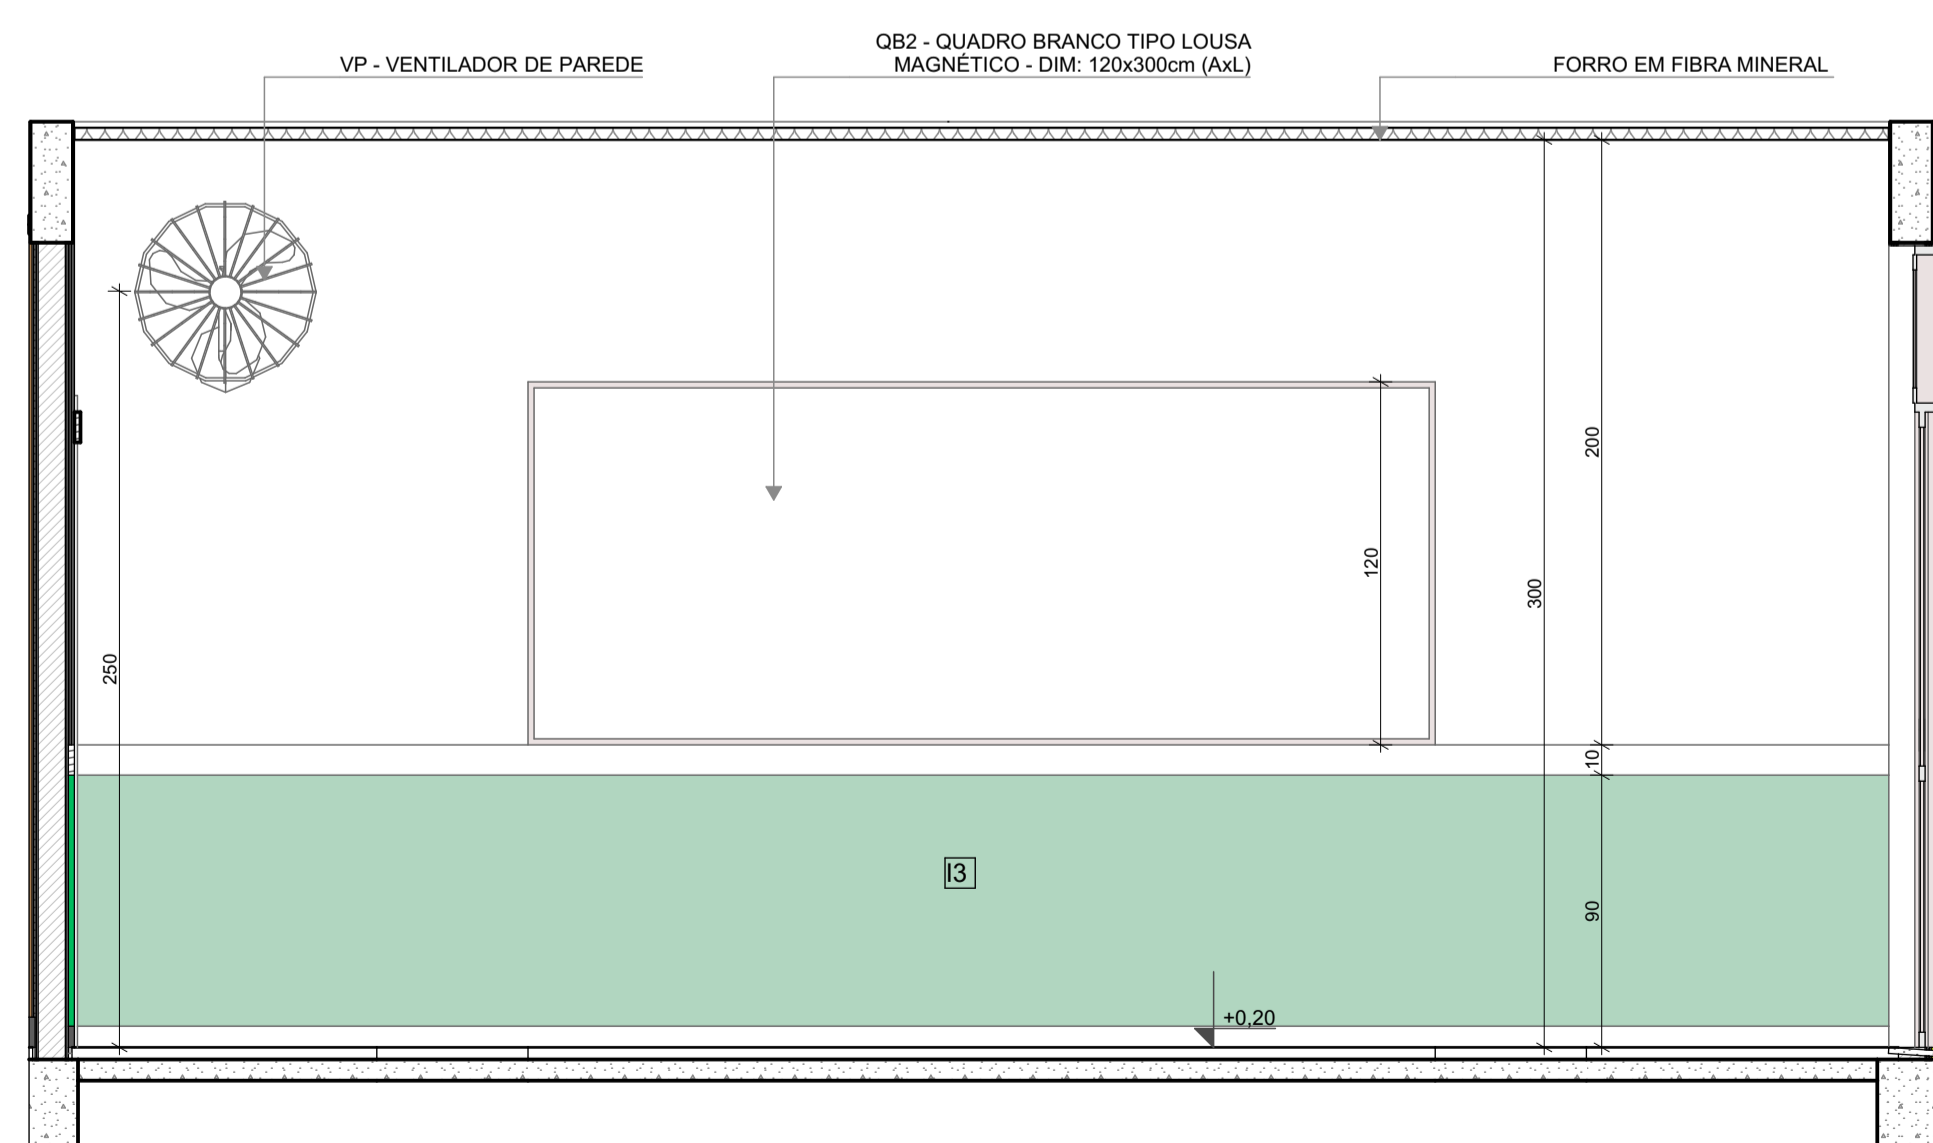 QB2 - QUADRO BRANCO TIPO LOUSA
MAGNÉTICO - DIM: 120x300cm (AxL)
VP - VENTILADOR DE PAREDE
FORRO EM FIBRA MINERAL
200
120
300
250
10
I3
90
+0,20